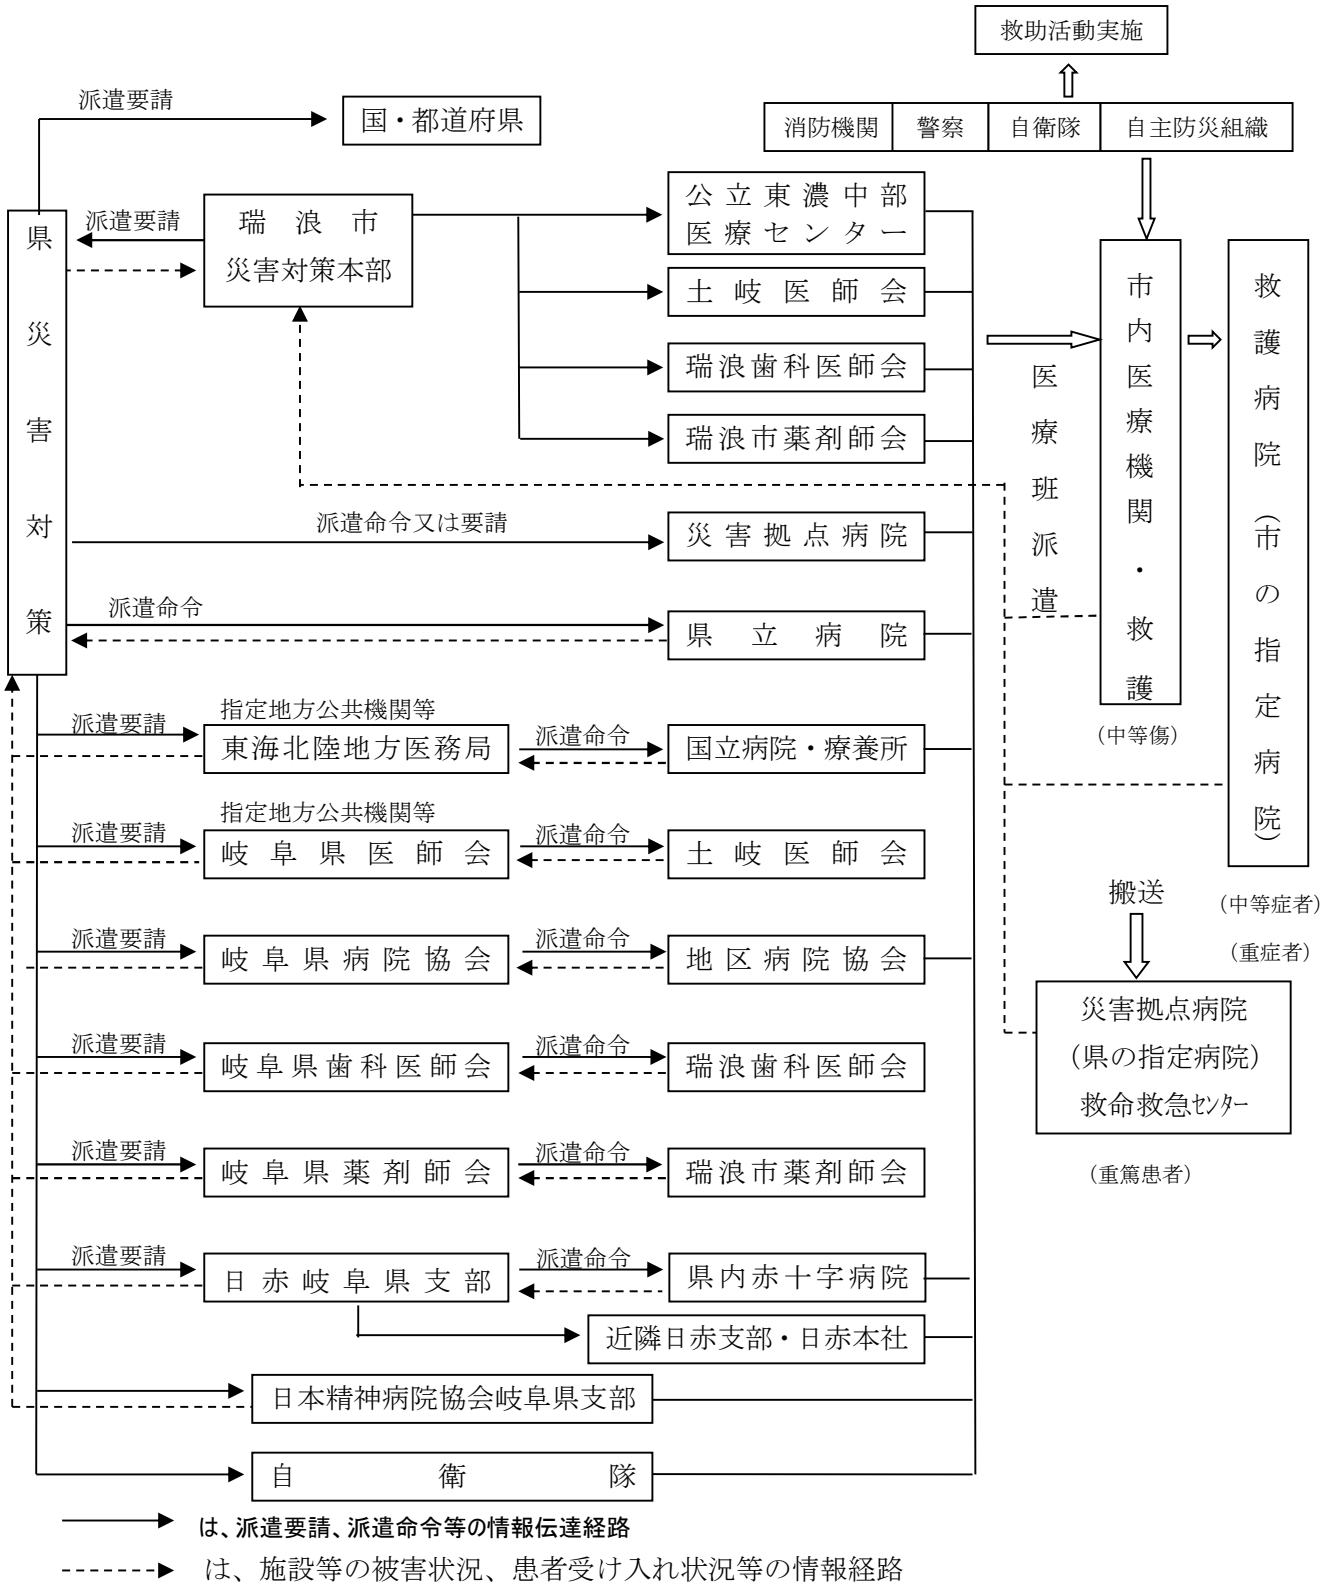 救助活動実施
派遣要請
国・都道府県
消防機関 警察 自衛隊 自主防災組織
県災害対策
派遣要請
瑞浪市
災害対策本部
公立東濃中部
医療センター
土岐医師会
瑞浪歯科医師会
瑞浪市薬剤師会
医療班派遣
市内医療機関・救護
(中等傷)
救護病院(市の指定病院)
(中等症者)
(重症者)
派遣命令又は要請
災害拠点病院
派遣命令
県立病院
派遣要請
指定地方公共機関等
東海北陸地方医務局
派遣命令
国立病院・療養所
派遣要請
指定地方公共機関等
岐阜県医師会
派遣命令
土岐医師会
搬送
災害拠点病院
(県の指定病院)
救命救急センター
(重篤患者)
派遣要請
岐阜県病院協会
派遣命令
地区病院協会
派遣要請
岐阜県歯科医師会
派遣命令
瑞浪歯科医師会
派遣要請
岐阜県薬剤師会
派遣命令
瑞浪市薬剤師会
派遣要請
日赤岐阜県支部
派遣命令
県内赤十字病院
近隣日赤支部・日赤本社
日本精神病院協会岐阜県支部
自衛隊
は、派遣要請、派遣命令等の情報伝達経路
は、施設等の被害状況、患者受け入れ状況等の情報経路